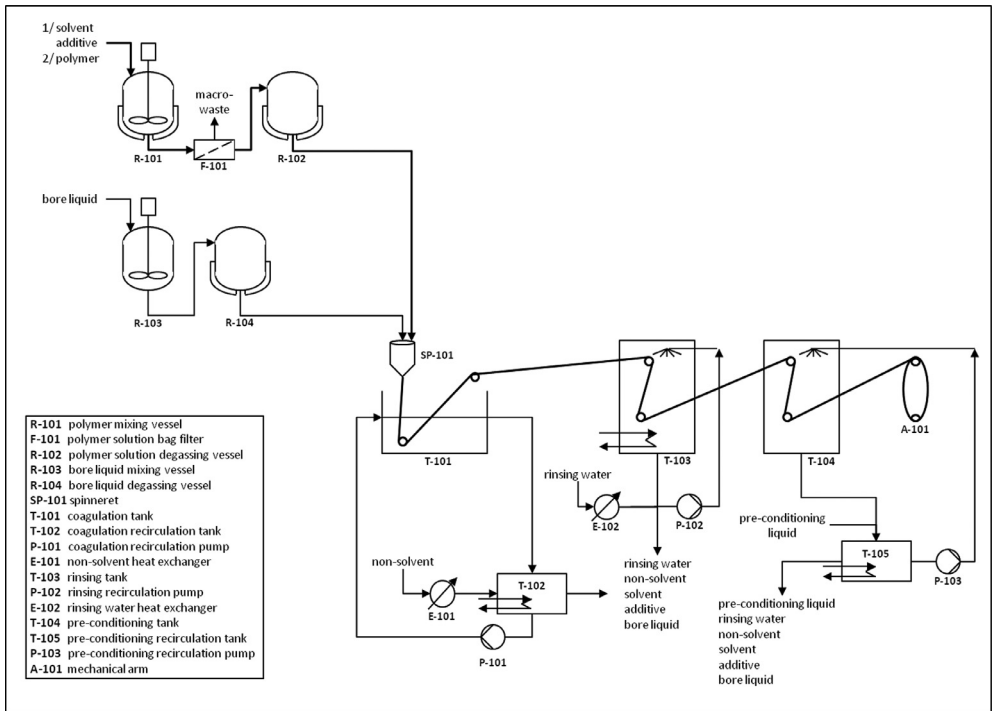 1/ solvent
additive
2/ polymer
macro-
waste
R-101
F-101
R-102
bore liquid
R-103
R-104
SP-101
T-101
T-103
T-104
A-101
rinsing water
E-102
P-102
pre-conditioning
liquid
T-105
P-103
non-solvent
E-101
T-102
P-101
rinsing water
non-solvent
solvent
additive
bore liquid
pre-conditioning liquid
rinsing water
non-solvent
solvent
additive
bore liquid
R-101 polymer mixing vessel
F-101 polymer solution bag filter
R-102 polymer solution degassing vessel
R-103 bore liquid mixing vessel
R-104 bore liquid degassing vessel
SP-101 spinneret
T-101 coagulation tank
T-102 coagulation recirculation tank
P-101 coagulation recirculation pump
E-101 non-solvent heat exchanger
T-103 rinsing tank
P-102 rinsing recirculation pump
E-102 rinsing water heat exchanger
T-104 pre-conditioning tank
T-105 pre-conditioning recirculation tank
P-103 pre-conditioning recirculation pump
A-101 mechanical arm